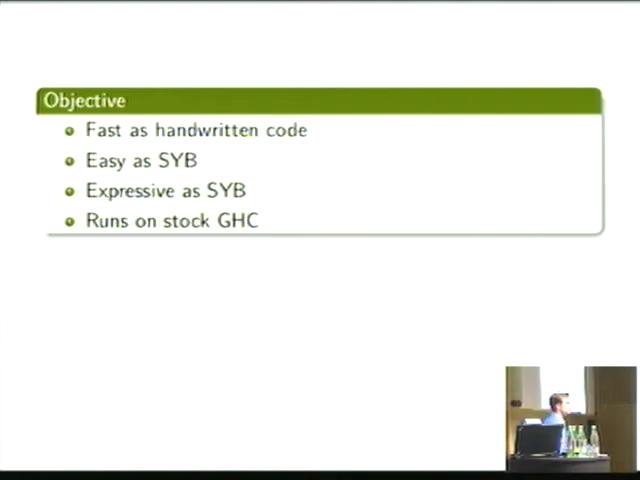 Objective
Fast as handwritten code
Easy as SYB
Expressive as SYB
Runs on stock GHC